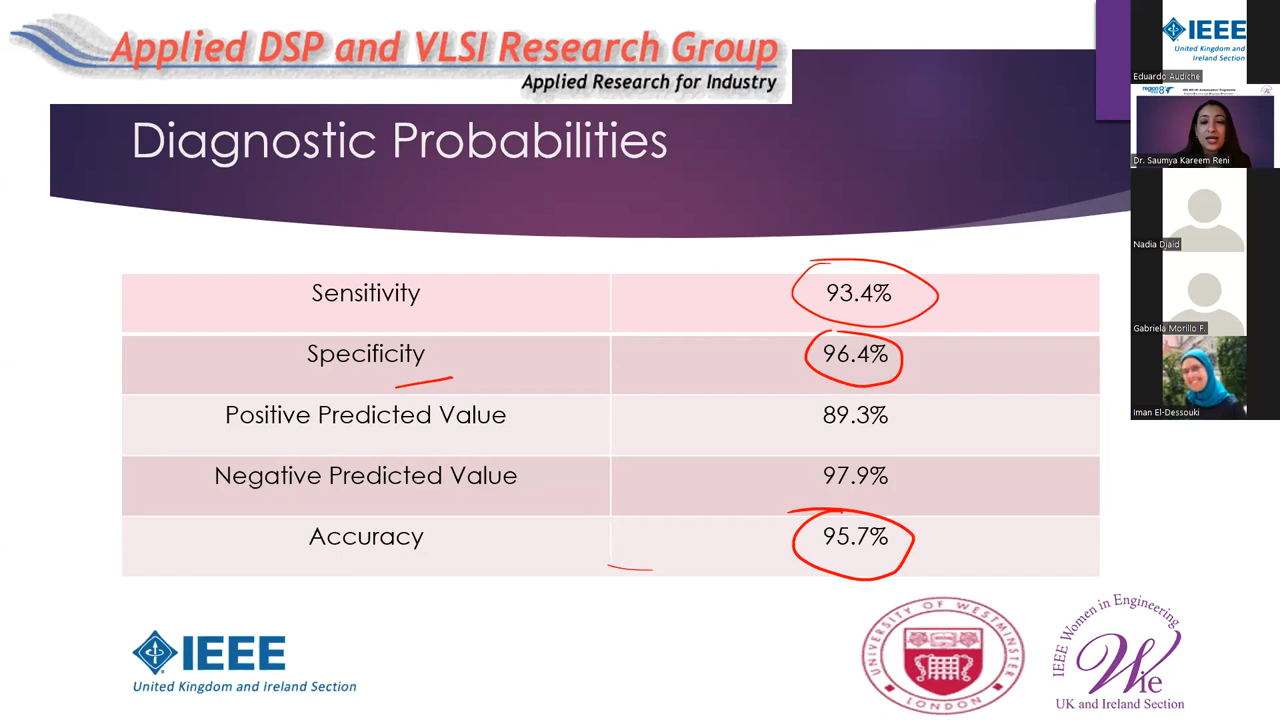 Applied DSP and VLSI Research Group
Applied Research for Industry
Diagnostic Probabilities
Sensitivity 93.4%
Specificity 96.4%
Positive Predicted Value 89.3%
Negative Predicted Value 97.9%
Accuracy 95.7%
IEEE
United Kingdom and Ireland Section
UNIVERSITY OF WESTMINSTER
LONDON
IEEE Women in Engineering
Wie
UK and Ireland Section
IEEE
United Kingdom and
Ireland Section
Eduardo Audiche
region 8
Dr. Saumya Kareem Reni
Nadia Djaid
Gabriela Morillo F.
Iman El-Dessouki